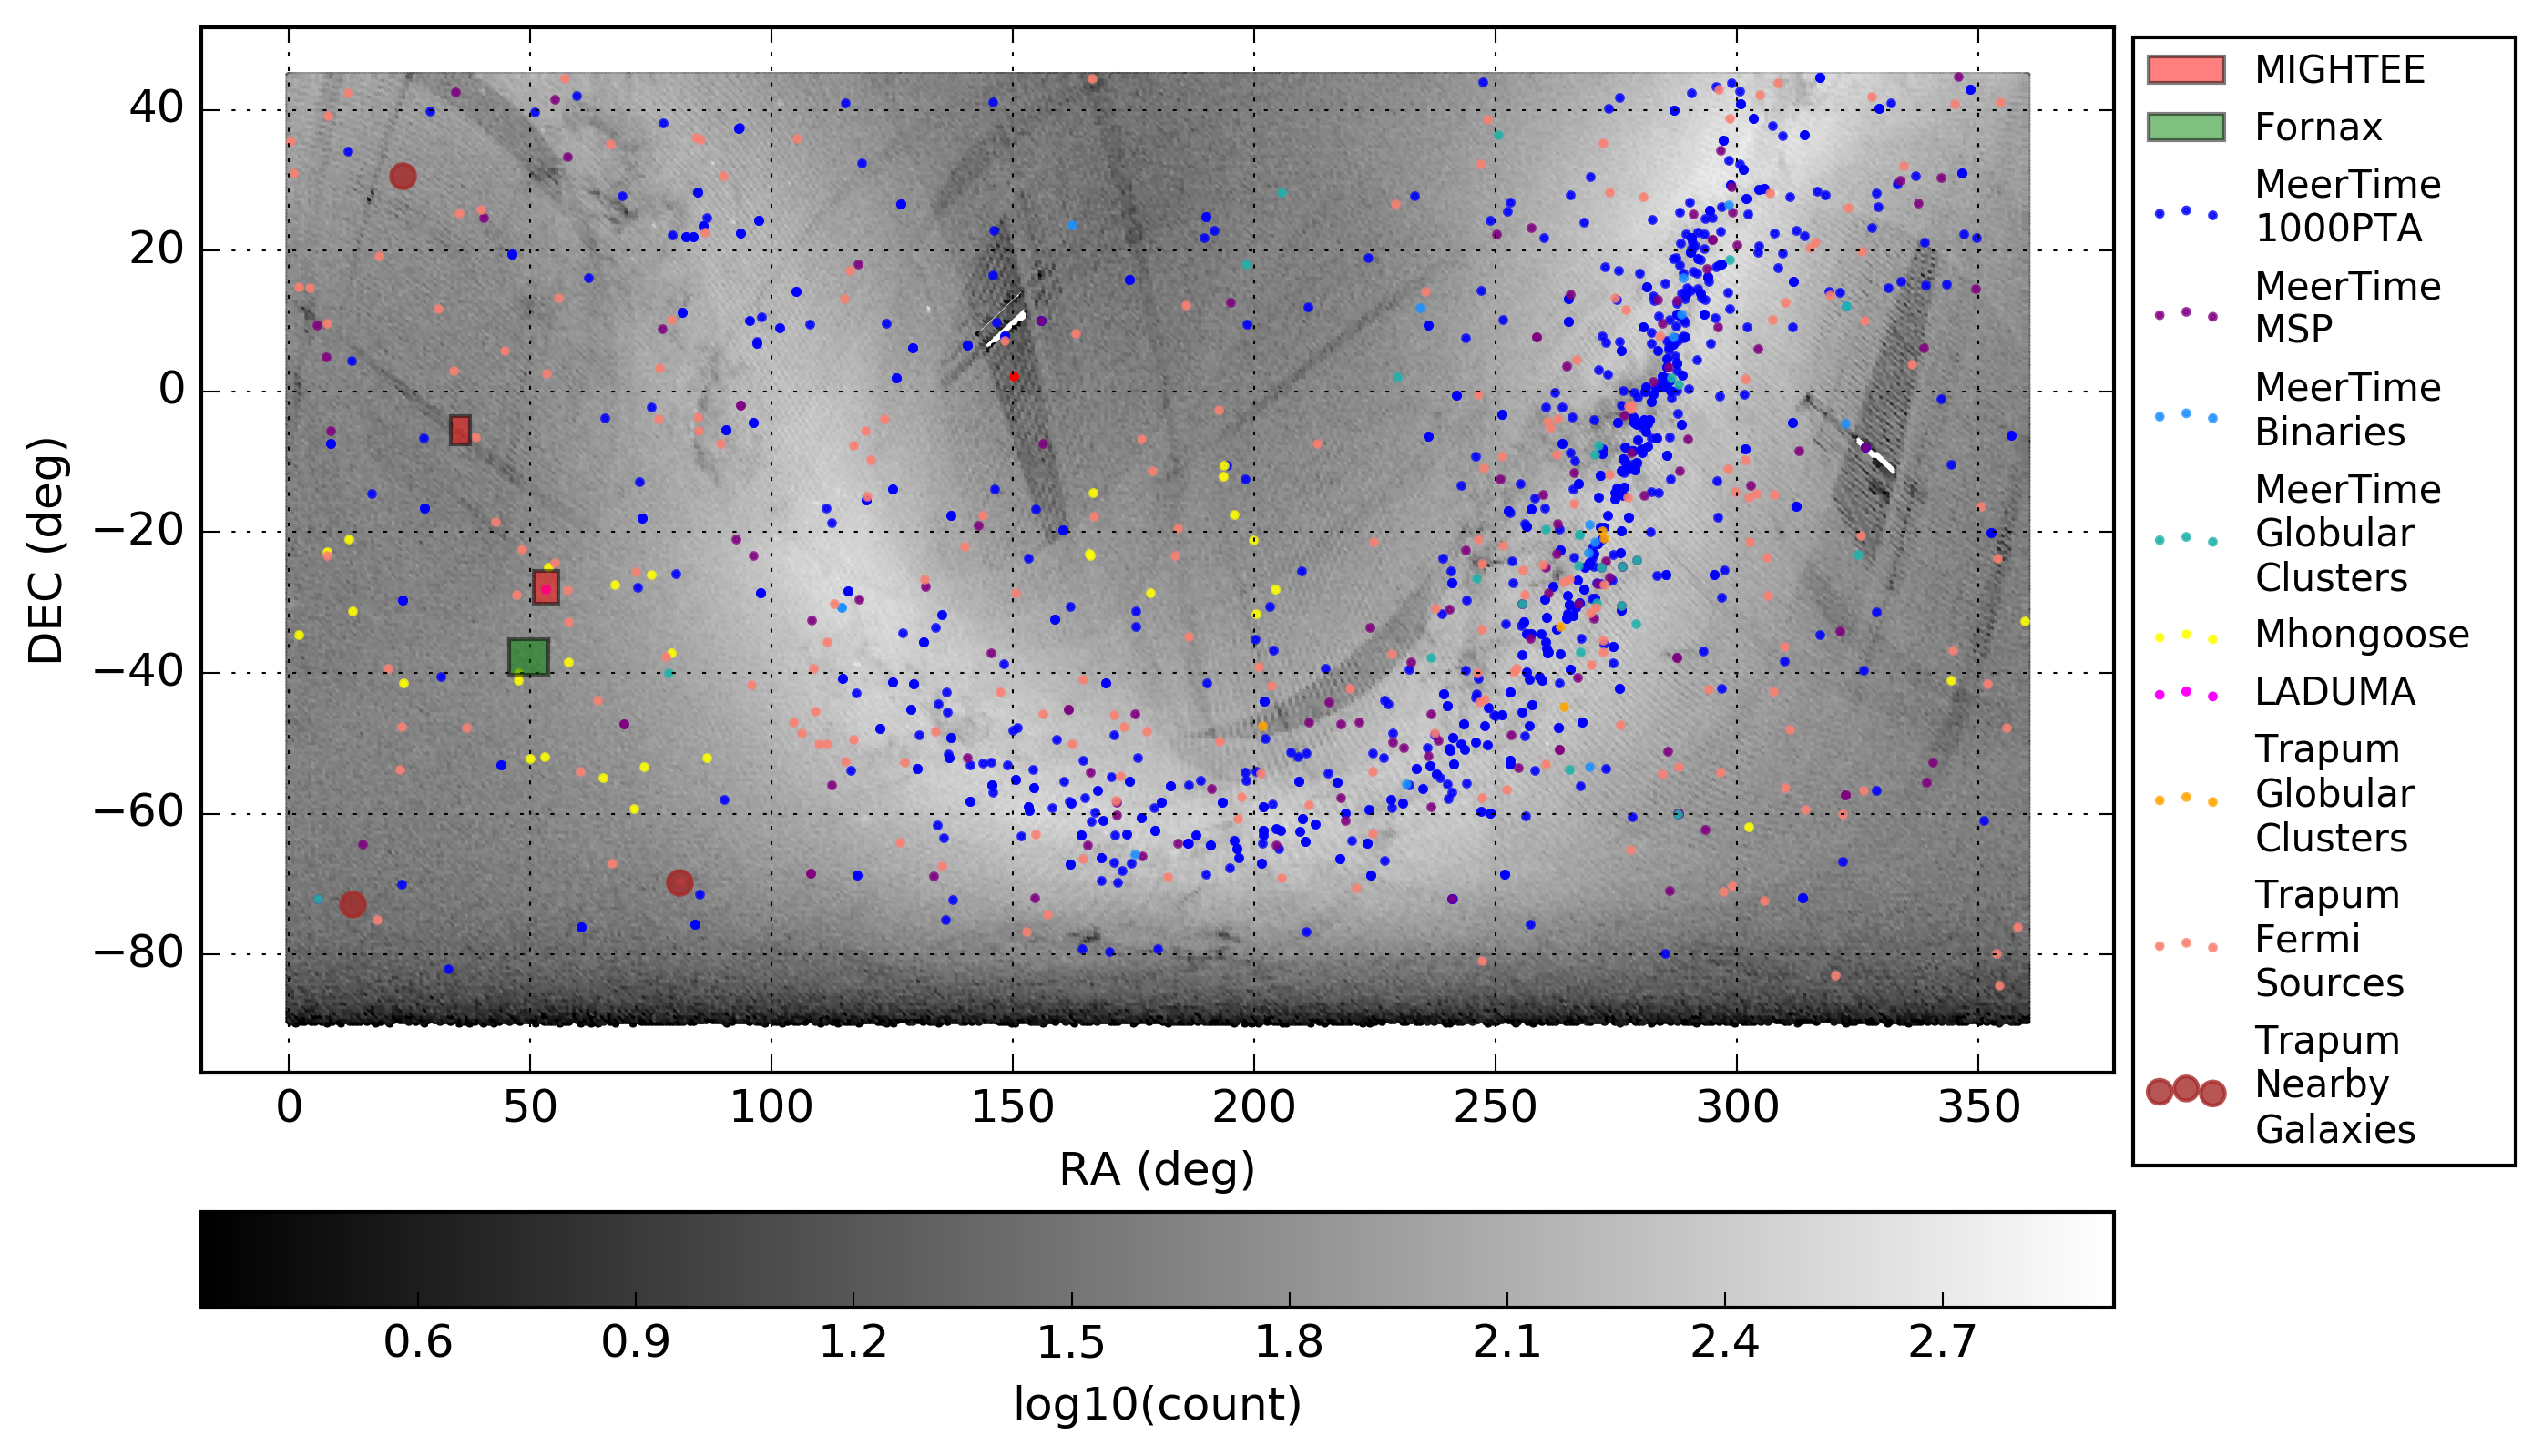 40
20
0
−20
−40
−60
−80
DEC (deg)
0 50 100 150 200 250 300 350
RA (deg)
0.6 0.9 1.2 1.5 1.8 2.1 2.4 2.7
log10(count)
MIGHTEE
Fornax
MeerTime
1000PTA
MeerTime
MSP
MeerTime
Binaries
MeerTime
Globular
Clusters
Mhongoose
LADUMA
Trapum
Globular
Clusters
Trapum
Fermi
Sources
Trapum
Nearby
Galaxies